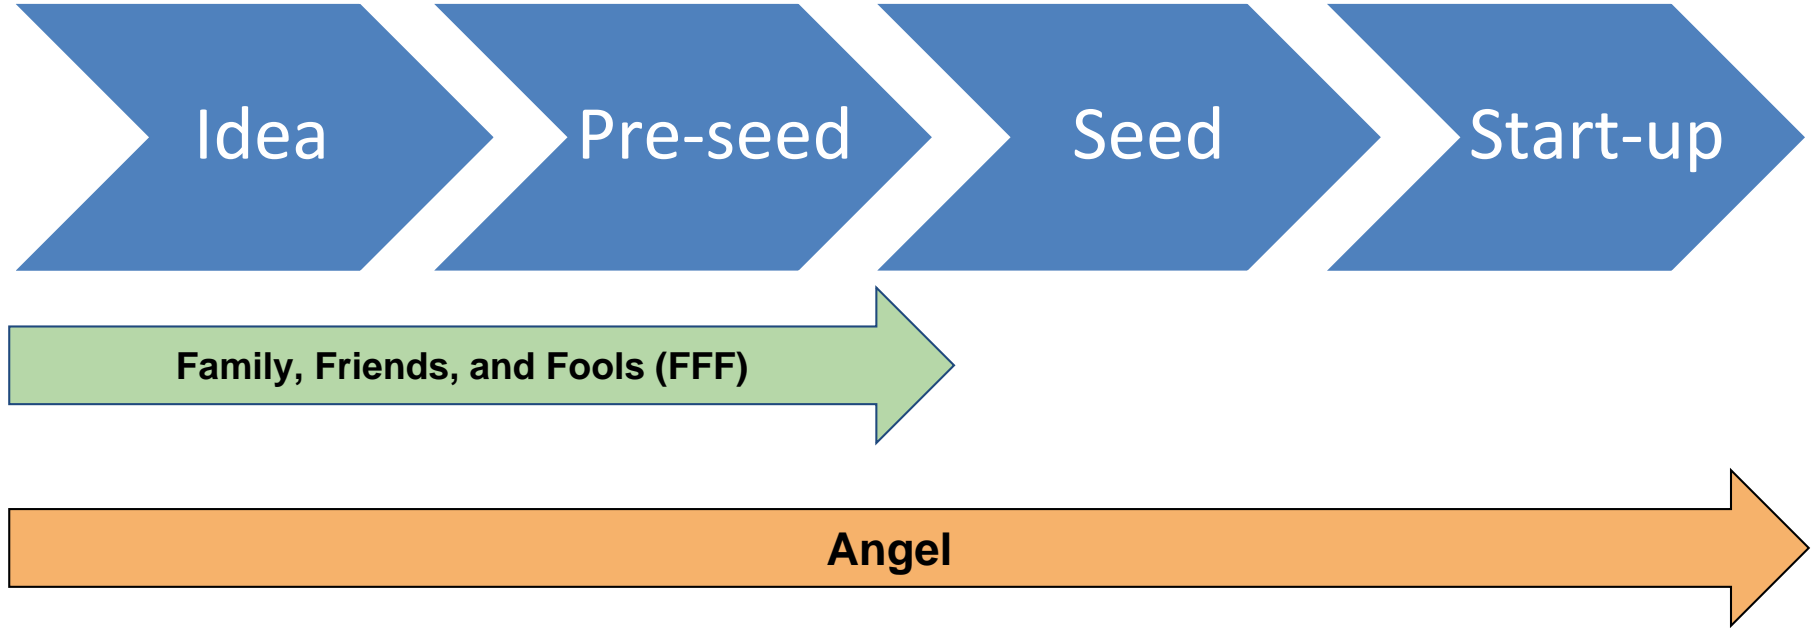 Idea
Pre-seed
Seed
Start-up
Family, Friends, and Fools (FFF)
Angel